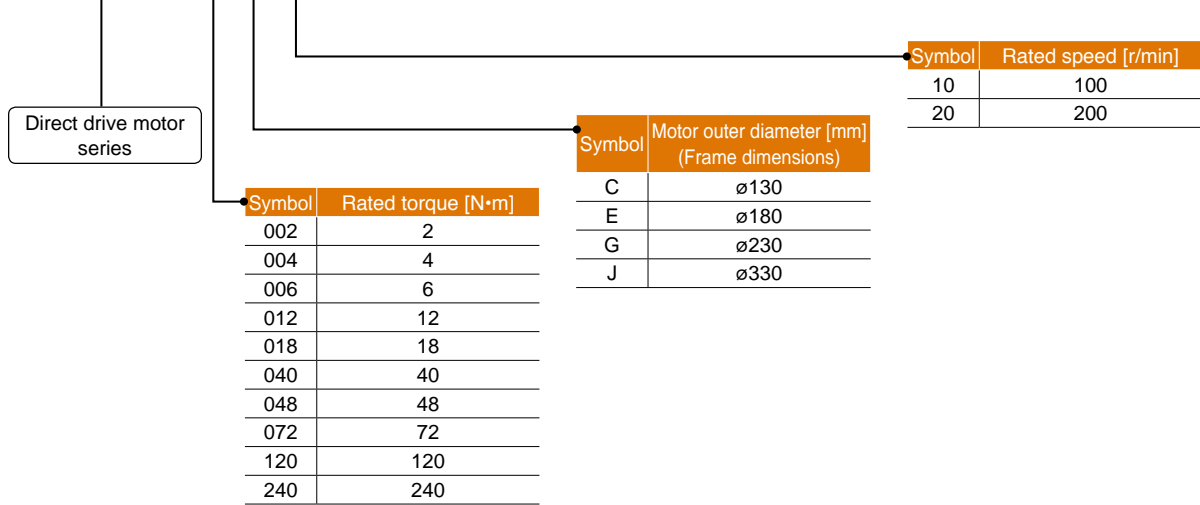 Direct drive motor
series
Symbol Rated torque [N•m]
002 2
004 4
006 6
012 12
018 18
040 40
048 48
072 72
120 120
240 240
Symbol Motor outer diameter [mm]
(Frame dimensions)
C ø130
E ø180
G ø230
J ø330
Symbol Rated speed [r/min]
10 100
20 200